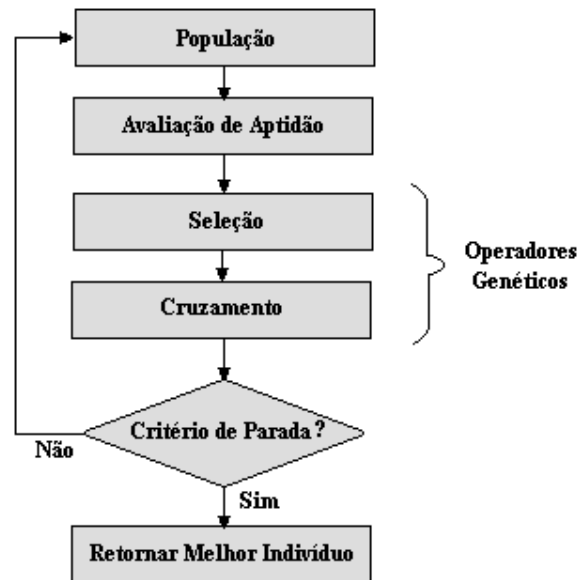 População
Avaliação de Aptidão
Seleção
Cruzamento
Operadores
Genéticos
Critério de Parada?
Não
Sim
Retornar Melhor Indivíduo